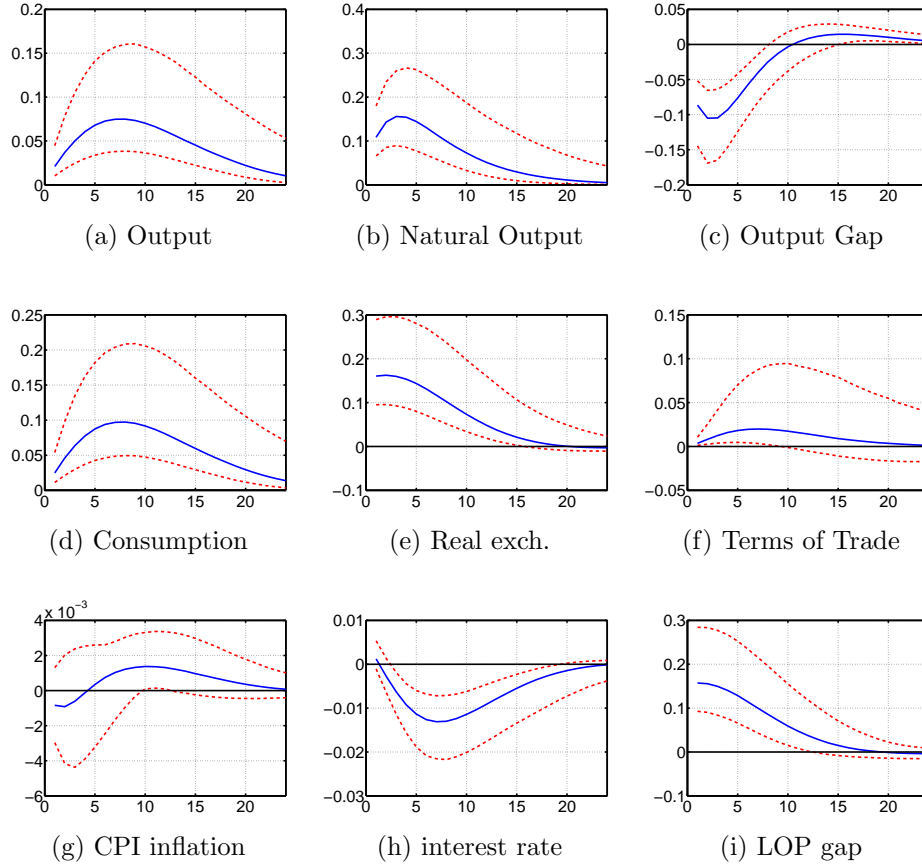 0.2
0.15
0.1
0.05
0
0 5 10 15 20
(a) Output
0.4
0.3
0.2
0.1
0
0 5 10 15 20
(b) Natural Output
0.05
0
−0.05
−0.1
−0.15
−0.2
0 5 10 15 20
(c) Output Gap
0.25
0.2
0.15
0.1
0.05
0
0 5 10 15 20
(d) Consumption
0.3
0.2
0.1
0
−0.1
0 5 10 15 20
(e) Real exch.
0.15
0.1
0.05
0
−0.05
0 5 10 15 20
(f) Terms of Trade
x 10−3
4
2
0
−2
−4
−6
0 5 10 15 20
(g) CPI inflation
0.01
0
−0.01
−0.02
−0.03
0 5 10 15 20
(h) interest rate
0.3
0.2
0.1
0
−0.1
0 5 10 15 20
(i) LOP gap